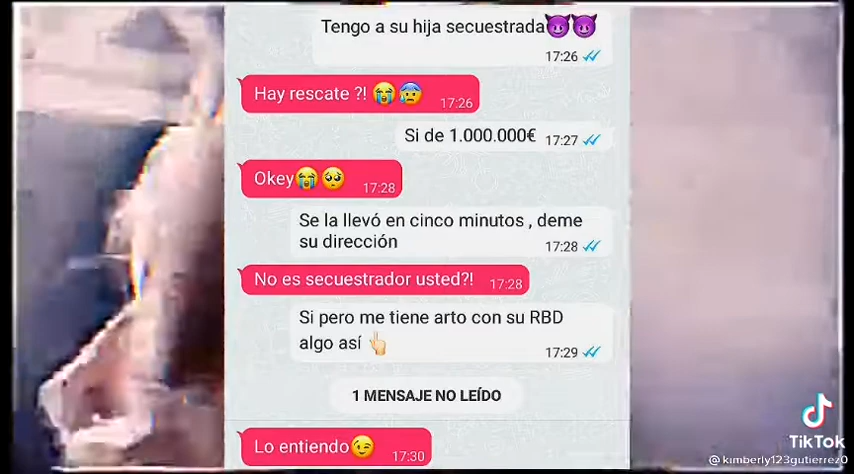 Tengo a su hija secuestrada😈😈
17:26
Hay rescate ?! 😭😰
17:26
Si de 1.000.000€ 17:27
Okey😭🥺
17:28
Se la llevó en cinco minutos , deme
su dirección
17:28
No es secuestrador usted?! 17:28
Si pero me tiene arto con su RBD
algo así 👆🏻
17:29
1 MENSAJE NO LEÍDO
Lo entiendo😉 17:30
TikTok
@kimberly123gutierrez0